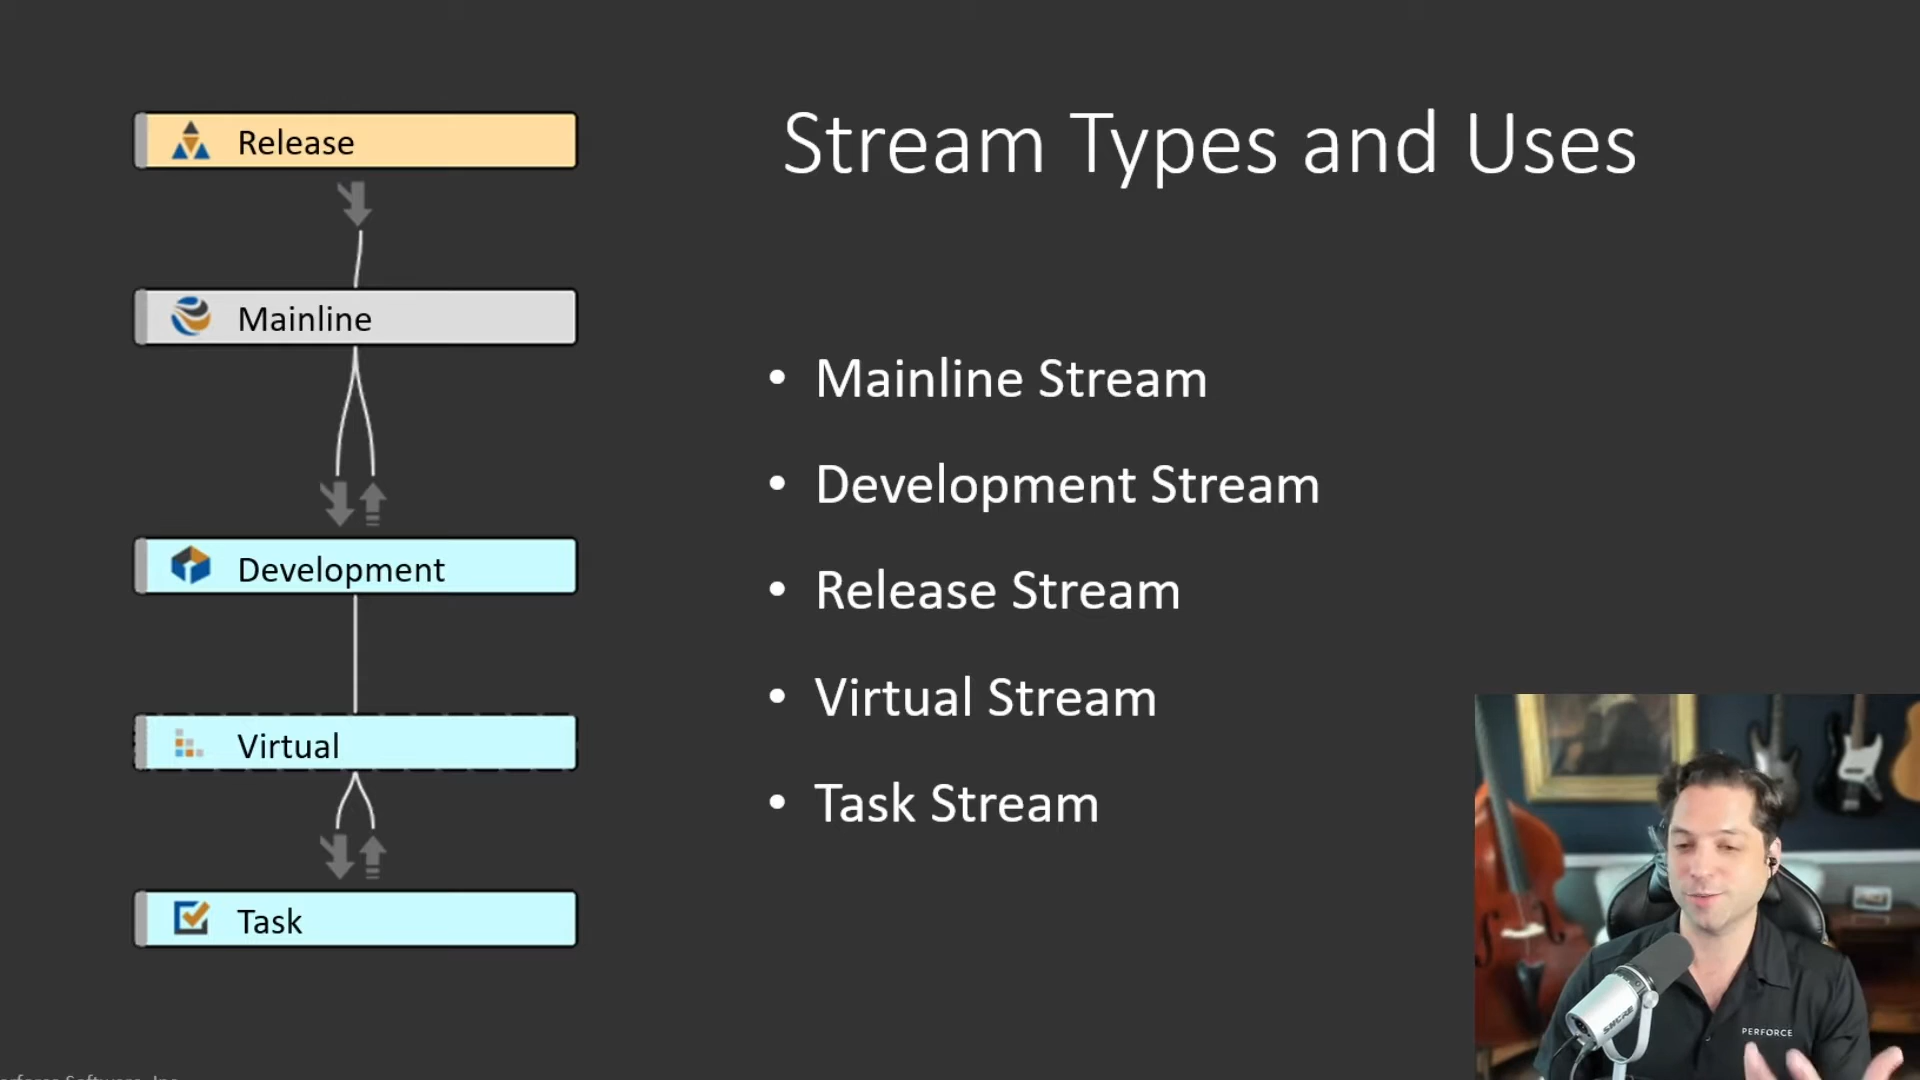 Release
Mainline
Development
Virtual
Task
Stream Types and Uses
• Mainline Stream
• Development Stream
• Release Stream
• Virtual Stream
• Task Stream
SHURE
PERFORCE